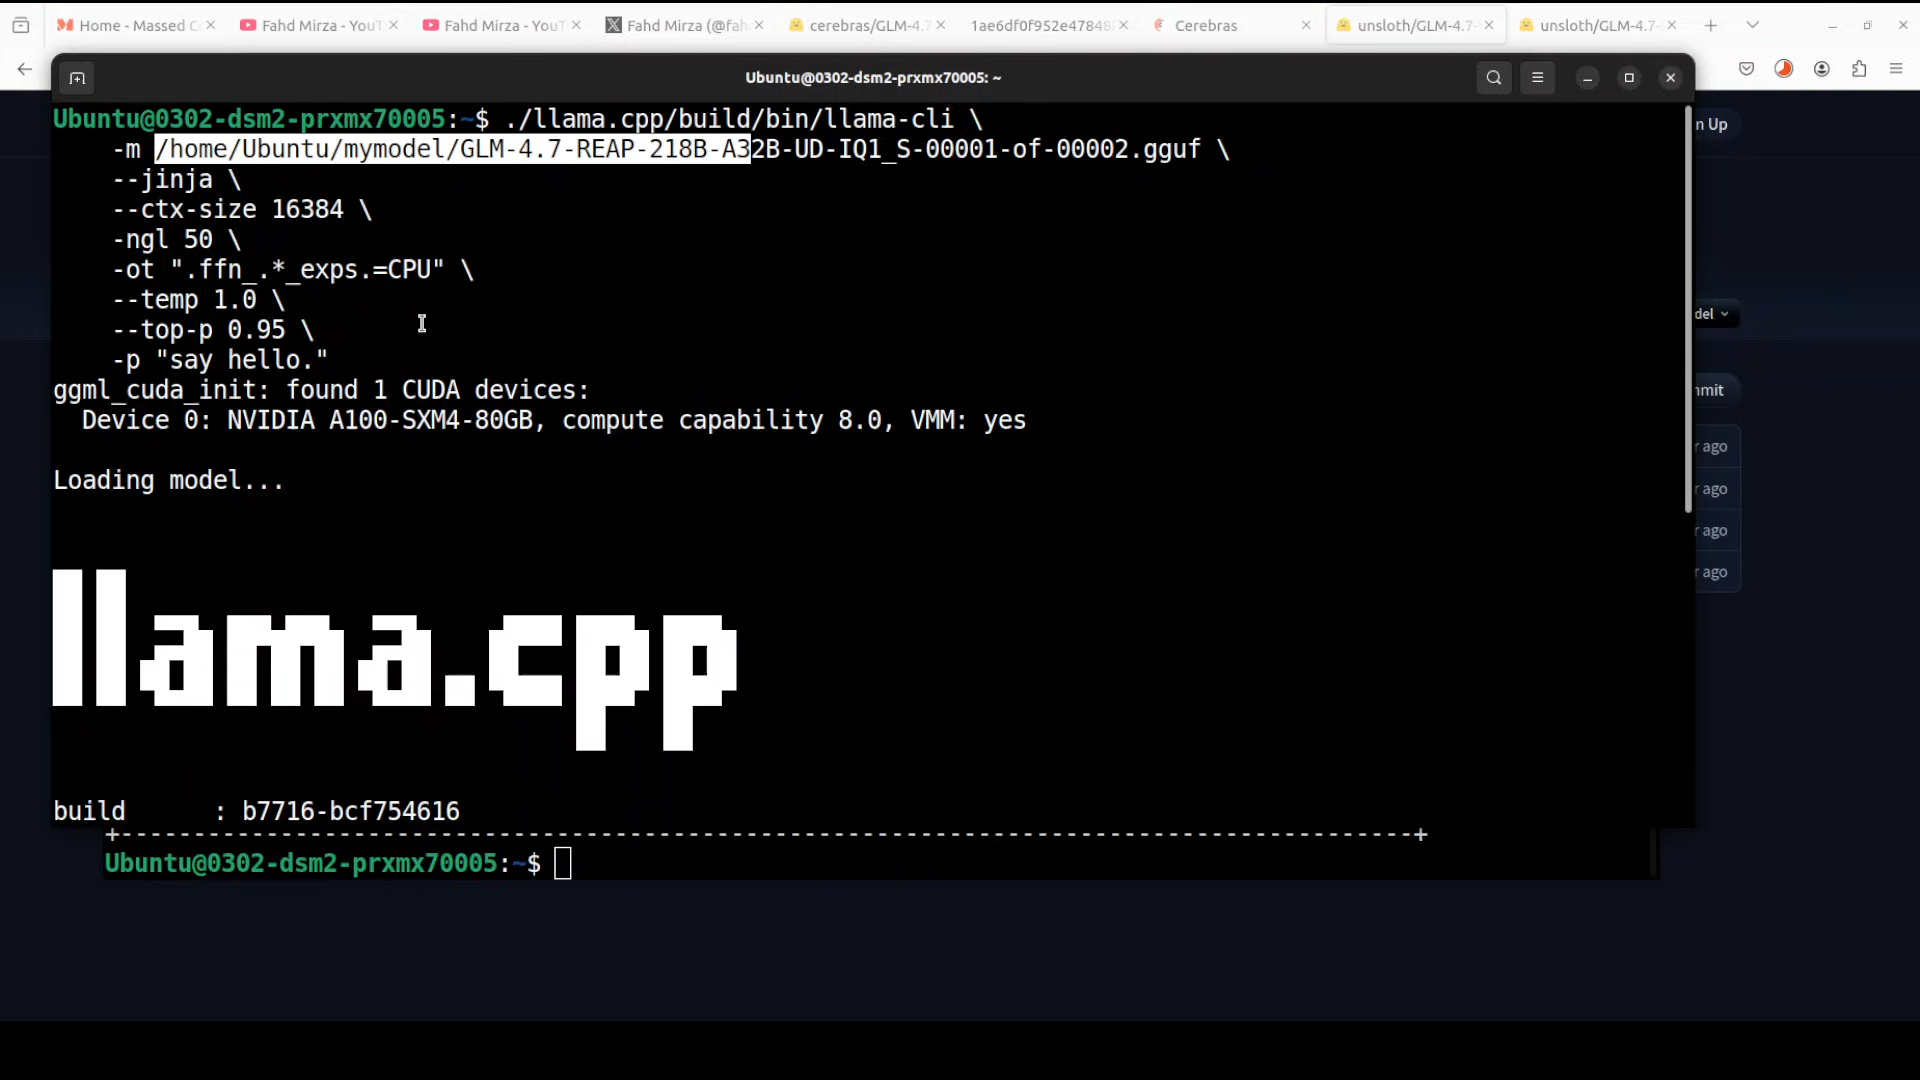 Home - Massed C
Fahd Mirza - YouT
Fahd Mirza - YouT
Fahd Mirza (@fah
cerebras/GLM-4.7
1ae6df0f952e47848f
Cerebras
unsloth/GLM-4.7-
unsloth/GLM-4.7-
Ubuntu@0302-dsm2-prxmx70005: ~
n Up
Ubuntu@0302-dsm2-prxmx70005:~$ ./llama.cpp/build/bin/llama-cli \
-m /home/Ubuntu/mymodel/GLM-4.7-REAP-218B-A32B-UD-IQ1_S-00001-of-00002.gguf \
--jinja \
--ctx-size 16384 \
-ngl 50 \
-ot ".ffn_.*_exps.=CPU" \
--temp 1.0 \
--top-p 0.95 \
-p "say hello."
ggml_cuda_init: found 1 CUDA devices:
Device 0: NVIDIA A100-SXM4-80GB, compute capability 8.0, VMM: yes
Loading model...
llama.cpp
build : b7716-bcf754616
del
mmit
r ago
r ago
r ago
r ago
+-----------------------------------------------------------------------------------------+
Ubuntu@0302-dsm2-prxmx70005:~$